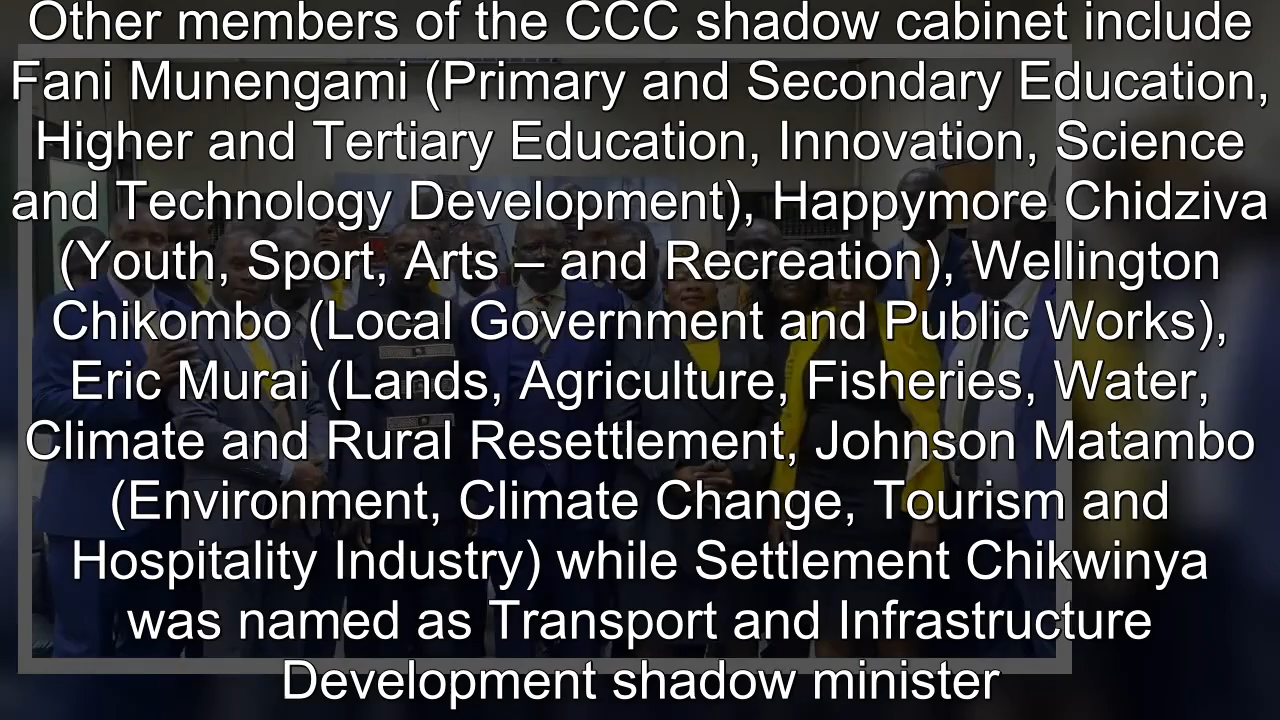 Other members of the CCC shadow cabinet include
Fani Munengami (Primary and Secondary Education,
Higher and Tertiary Education, Innovation, Science
and Technology Development), Happymore Chidziva
(Youth, Sport, Arts – and Recreation), Wellington
Chikombo (Local Government and Public Works),
Eric Murai (Lands, Agriculture, Fisheries, Water,
Climate and Rural Resettlement, Johnson Matambo
(Environment, Climate Change, Tourism and
Hospitality Industry) while Settlement Chikwinya
was named as Transport and Infrastructure
Development shadow minister